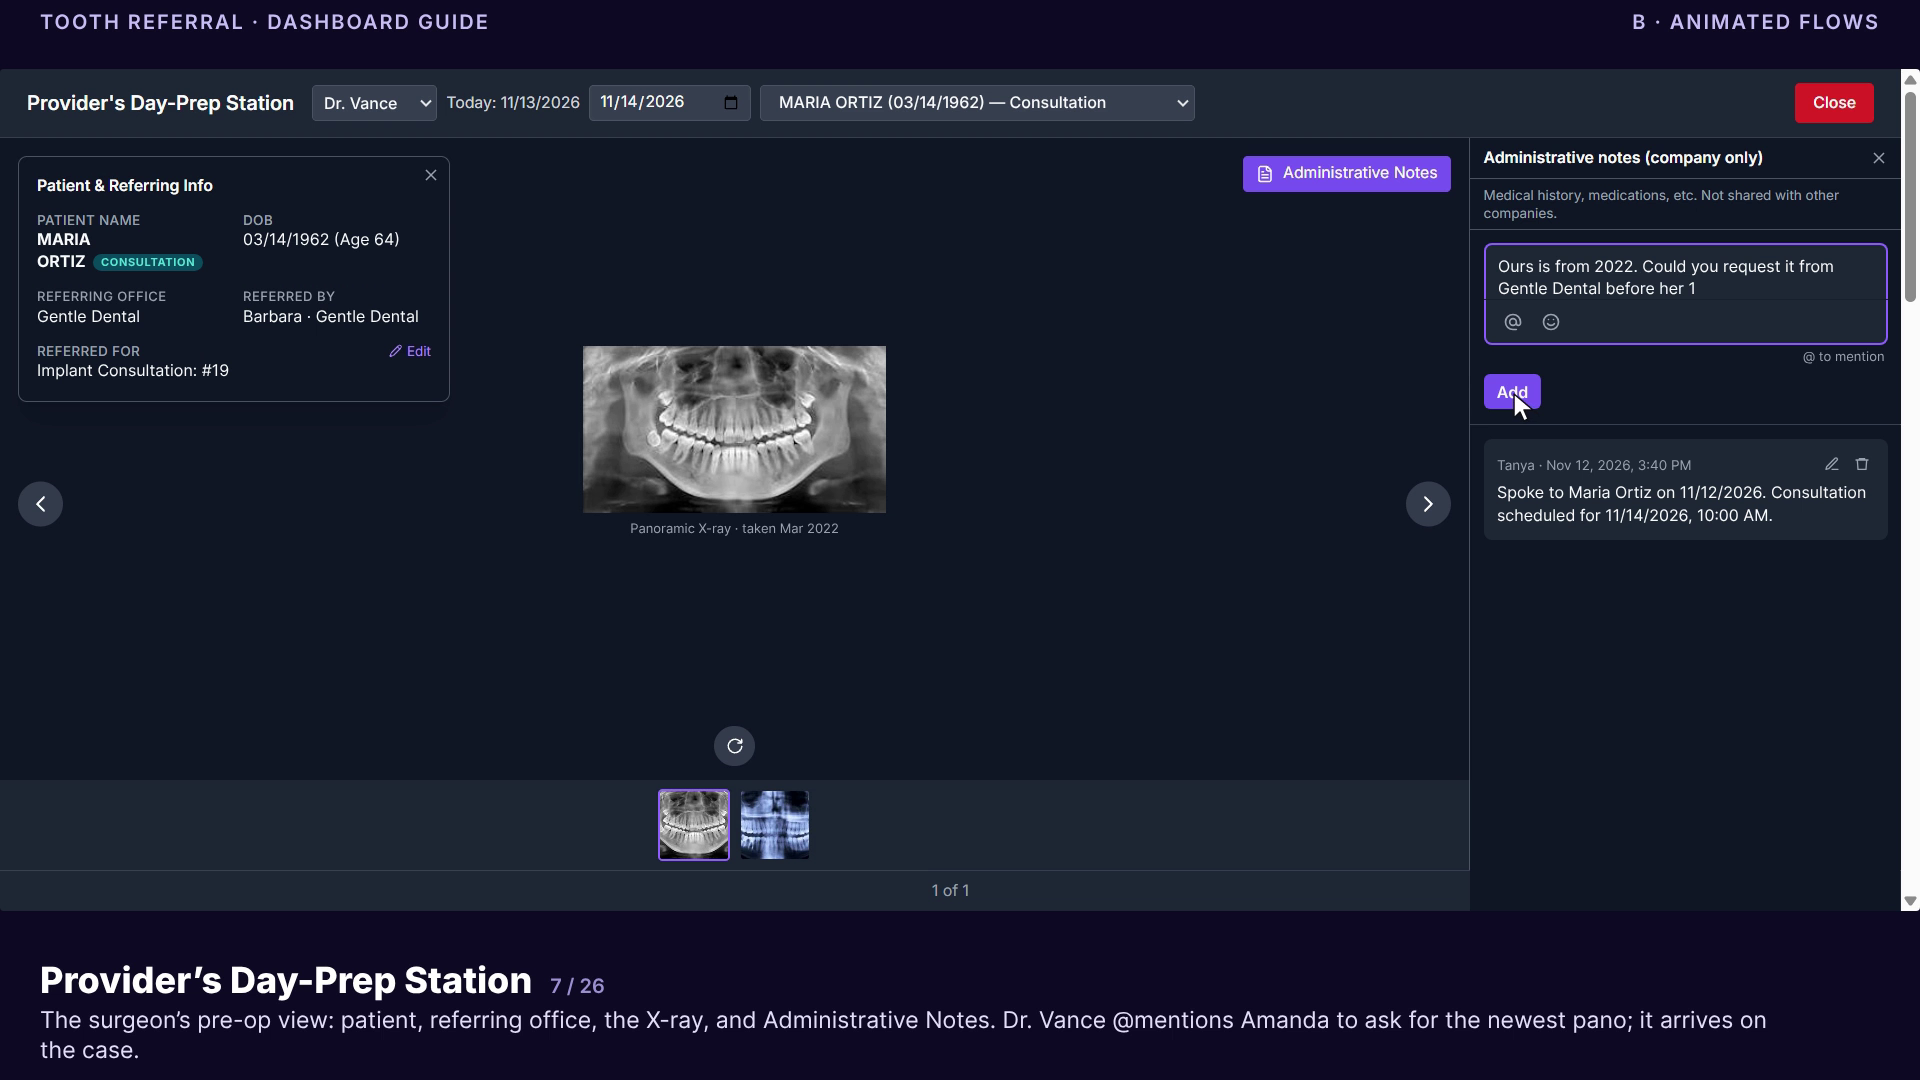 TOOTH REFERRAL · DASHBOARD GUIDE
B · ANIMATED FLOWS
Provider's Day-Prep Station
Dr. Vance
Today: 11/13/2026
11/14/2026
MARIA ORTIZ (03/14/1962) — Consultation
Close
Patient & Referring Info
PATIENT NAME
DOB
MARIA
ORTIZ CONSULTATION
03/14/1962 (Age 64)
REFERRING OFFICE
REFERRED BY
Gentle Dental
Barbara · Gentle Dental
REFERRED FOR
Edit
Implant Consultation: #19
Administrative Notes
Panoramic X-ray · taken Mar 2022
1 of 1
Administrative notes (company only)
Medical history, medications, etc. Not shared with other
companies.
Ours is from 2022. Could you request it from
Gentle Dental before her 1
@ to mention
Add
Tanya · Nov 12, 2026, 3:40 PM
Spoke to Maria Ortiz on 11/12/2026. Consultation
scheduled for 11/14/2026, 10:00 AM.
Provider’s Day-Prep Station 7 / 26
The surgeon’s pre-op view: patient, referring office, the X-ray, and Administrative Notes. Dr. Vance @mentions Amanda to ask for the newest pano; it arrives on
the case.